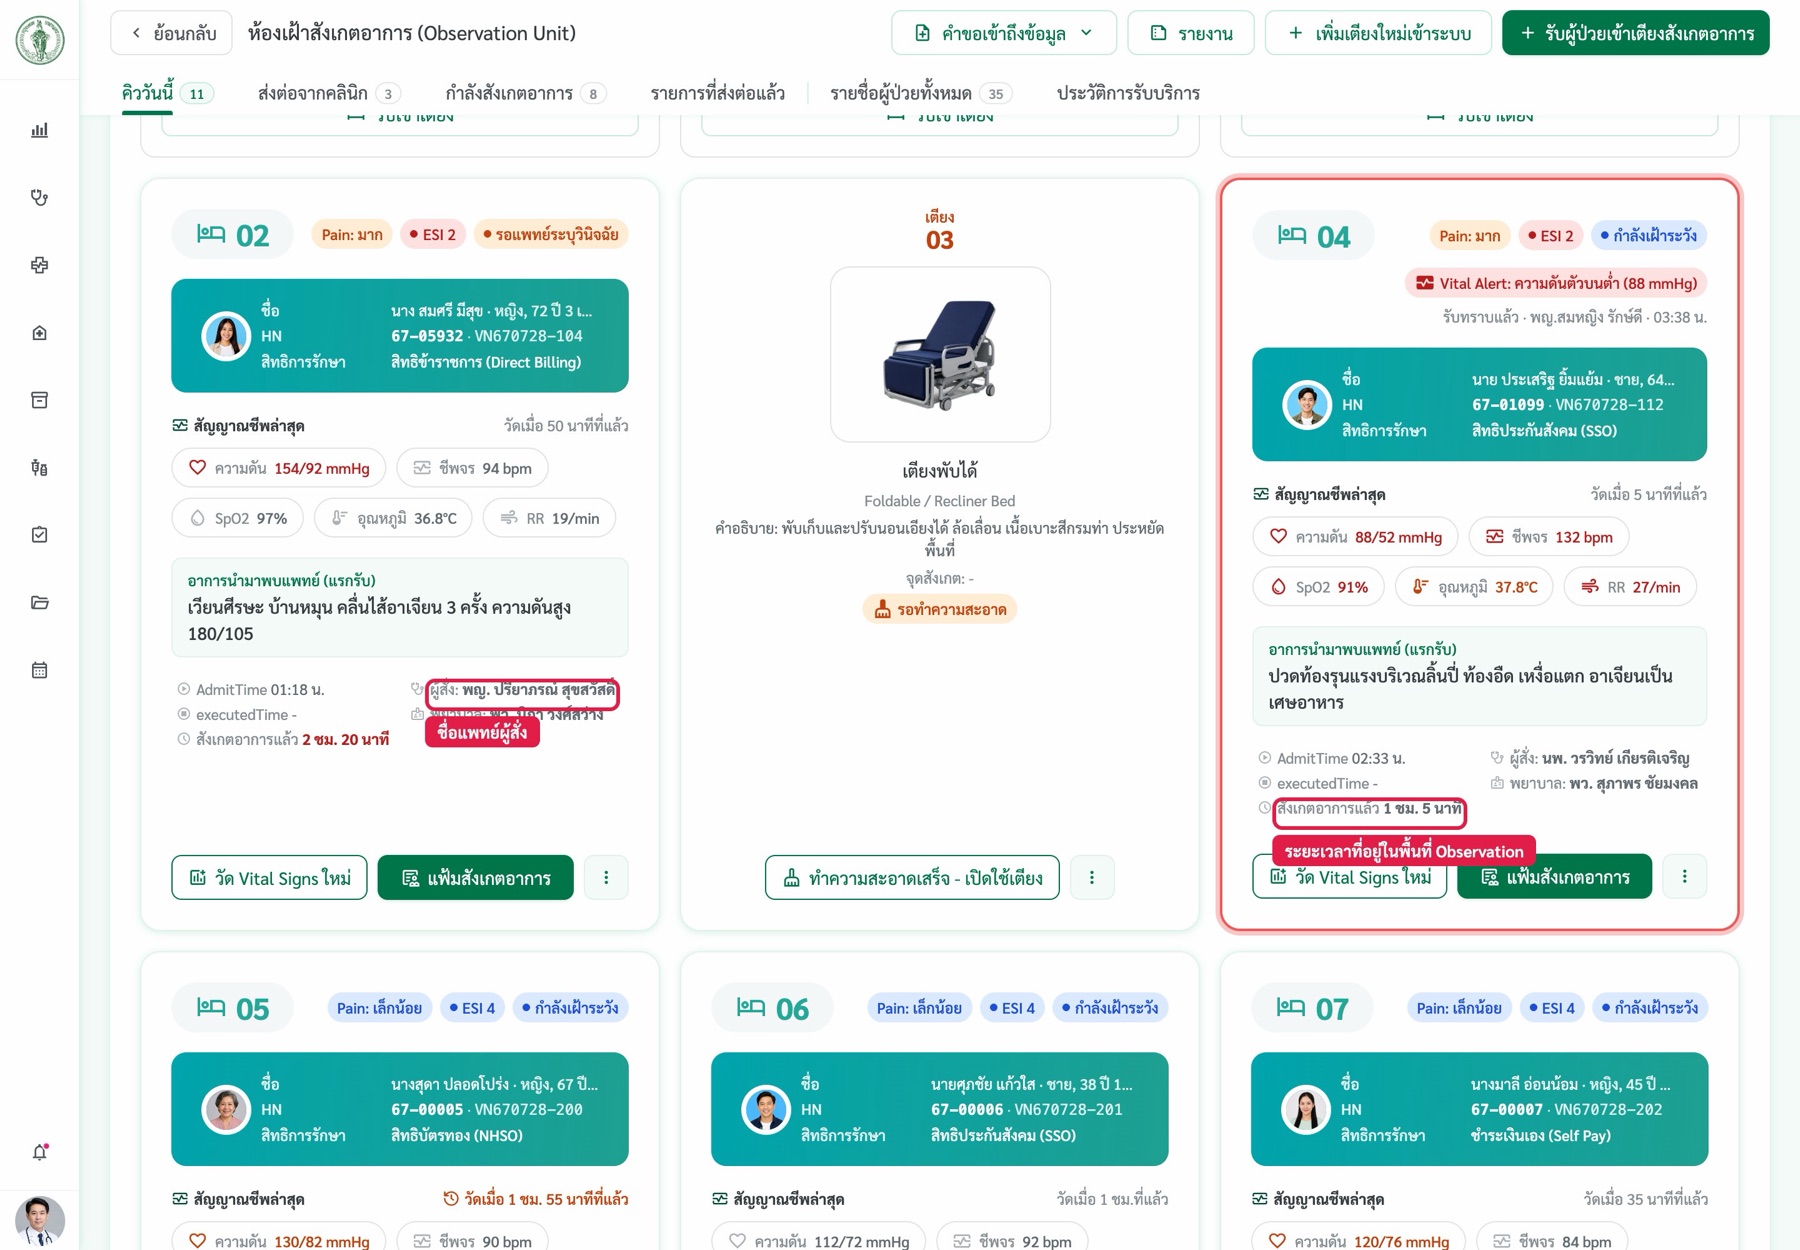 ย้อนกลับ
ห้องเฝ้าสังเกตอาการ (Observation Unit)
คำขอเข้าถึงข้อมูล
รายงาน
+ เพิ่มเตียงใหม่เข้าระบบ
+ รับผู้ป่วยเข้าเตียงสังเกตอาการ
คิววันนี้ 11
ส่งต่อจากคลินิก 3
กำลังสังเกตอาการ 8
รายการที่ส่งต่อแล้ว
รายชื่อผู้ป่วยทั้งหมด 35
ประวัติการรับบริการ
รับเข้าเตียง
รับเข้าเตียง
รับเข้าเตียง
02
Pain: มาก
ESI 2
รอแพทย์ระบุวินิจฉัย
ชื่อ นาง สมศรี มีสุข · หญิง, 72 ปี 3 เ...
HN 67-05932 · VN670728-104
สิทธิการรักษา สิทธิข้าราชการ (Direct Billing)
สัญญาณชีพล่าสุด วัดเมื่อ 50 นาทีที่แล้ว
ความดัน 154/92 mmHg ชีพจร 94 bpm
SpO2 97% อุณหภูมิ 36.8°C RR 19/min
อาการนำมาพบแพทย์ (แรกรับ)
เวียนศีรษะ บ้านหมุน คลื่นไส้อาเจียน 3 ครั้ง ความดันสูง
180/105
AdmitTime 01:18 น. ผู้สั่ง: พญ. ปรียาภรณ์ สุขสวัสดิ์
executedTime - พยาบาล: พว. นิภา วงศ์สว่าง
สังเกตอาการแล้ว 2 ชม. 20 นาที
ชื่อแพทย์ผู้สั่ง
วัด Vital Signs ใหม่
แฟ้มสังเกตอาการ
เตียง
03
เตียงพับได้
Foldable / Recliner Bed
คำอธิบาย: พับเก็บและปรับนอนเอียงได้ ล้อเลื่อน เนื้อเบาะสีกรมท่า ประหยัด
พื้นที่
จุดสังเกต: -
รอทำความสะอาด
ทำความสะอาดเสร็จ - เปิดใช้เตียง
04
Pain: มาก
ESI 2
กำลังเฝ้าระวัง
Vital Alert: ความดันตัวบนต่ำ (88 mmHg)
รับทราบแล้ว · พญ.สมหญิง รักษ์ดี · 03:38 น.
ชื่อ นาย ประเสริฐ ยิ้มแย้ม · ชาย, 64...
HN 67-01099 · VN670728-112
สิทธิการรักษา สิทธิประกันสังคม (SSO)
สัญญาณชีพล่าสุด วัดเมื่อ 5 นาทีที่แล้ว
ความดัน 88/52 mmHg ชีพจร 132 bpm
SpO2 91% อุณหภูมิ 37.8°C RR 27/min
อาการนำมาพบแพทย์ (แรกรับ)
ปวดท้องรุนแรงบริเวณลิ้นปี่ ท้องอืด เหงื่อแตก อาเจียนเป็น
เศษอาหาร
AdmitTime 02:33 น. ผู้สั่ง: นพ. วรวิทย์ เกียรติเจริญ
executedTime - พยาบาล: พว. สุภาพร ชัยมงคล
สังเกตอาการแล้ว 1 ชม. 5 นาที
ระยะเวลาที่อยู่ในพื้นที่ Observation
วัด Vital Signs ใหม่
แฟ้มสังเกตอาการ
05
Pain: เล็กน้อย
ESI 4
กำลังเฝ้าระวัง
ชื่อ นางสุดา ปลอดโปร่ง · หญิง, 67 ปี...
HN 67-00005 · VN670728-200
สิทธิการรักษา สิทธิบัตรทอง (NHSO)
สัญญาณชีพล่าสุด วัดเมื่อ 1 ชม. 55 นาทีที่แล้ว
ความดัน 130/82 mmHg ชีพจร 90 bpm
06
Pain: เล็กน้อย
ESI 4
กำลังเฝ้าระวัง
ชื่อ นายศุภชัย แก้วใส · ชาย, 38 ปี 1...
HN 67-00006 · VN670728-201
สิทธิการรักษา สิทธิประกันสังคม (SSO)
สัญญาณชีพล่าสุด วัดเมื่อ 1 ชม.ที่แล้ว
ความดัน 112/72 mmHg ชีพจร 92 bpm
07
Pain: เล็กน้อย
ESI 4
กำลังเฝ้าระวัง
ชื่อ นางมาลี อ่อนน้อม · หญิง, 45 ปี ...
HN 67-00007 · VN670728-202
สิทธิการรักษา ชำระเงินเอง (Self Pay)
สัญญาณชีพล่าสุด วัดเมื่อ 35 นาทีที่แล้ว
ความดัน 120/76 mmHg ชีพจร 84 bpm